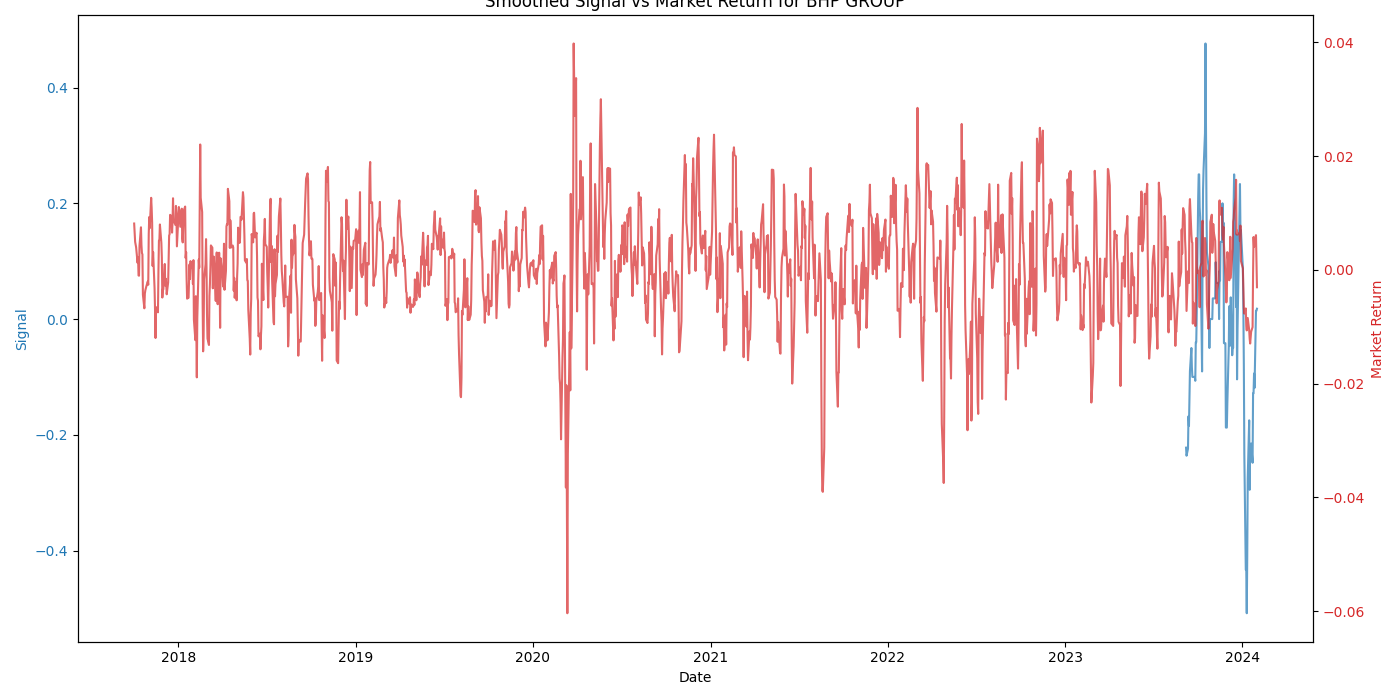 Smoothed Signal vs Market Return for BHP GROUP
0.4
0.2
0.0
−0.2
−0.4
Signal
0.04
0.02
0.00
−0.02
−0.04
−0.06
Market Return
2018 2019 2020 2021 2022 2023 2024
Date